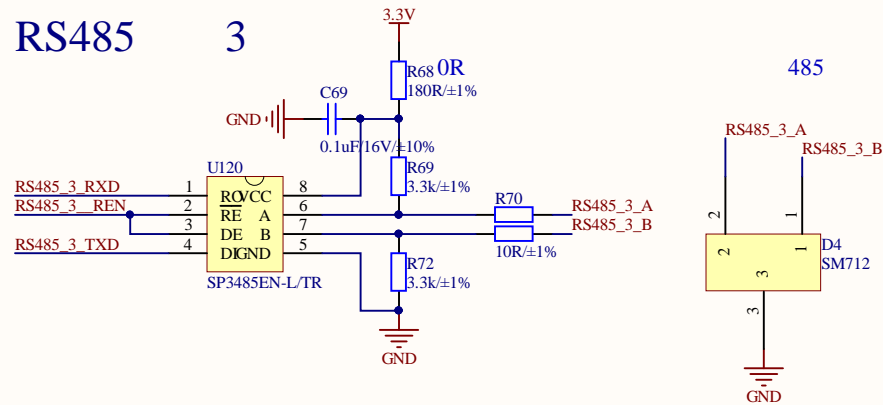 RS485 3
3.3V
R68 0R
180R/±1%
485
C69
GND
0.1uF/16V/±10%
RS485_3_A
RS485_3_B
U120
R69
3.3k/±1%
RS485_3_RXD 1 RO VCC 8
RS485_3__REN 2 RE A 6
3 DE B 7
RS485_3_TXD 4 DI GND 5
SP3485EN-L/TR
R70
RS485_3_A
RS485_3_B
10R/±1%
R72
3.3k/±1%
GND
2 1
2 1
3
3
D4
SM712
GND